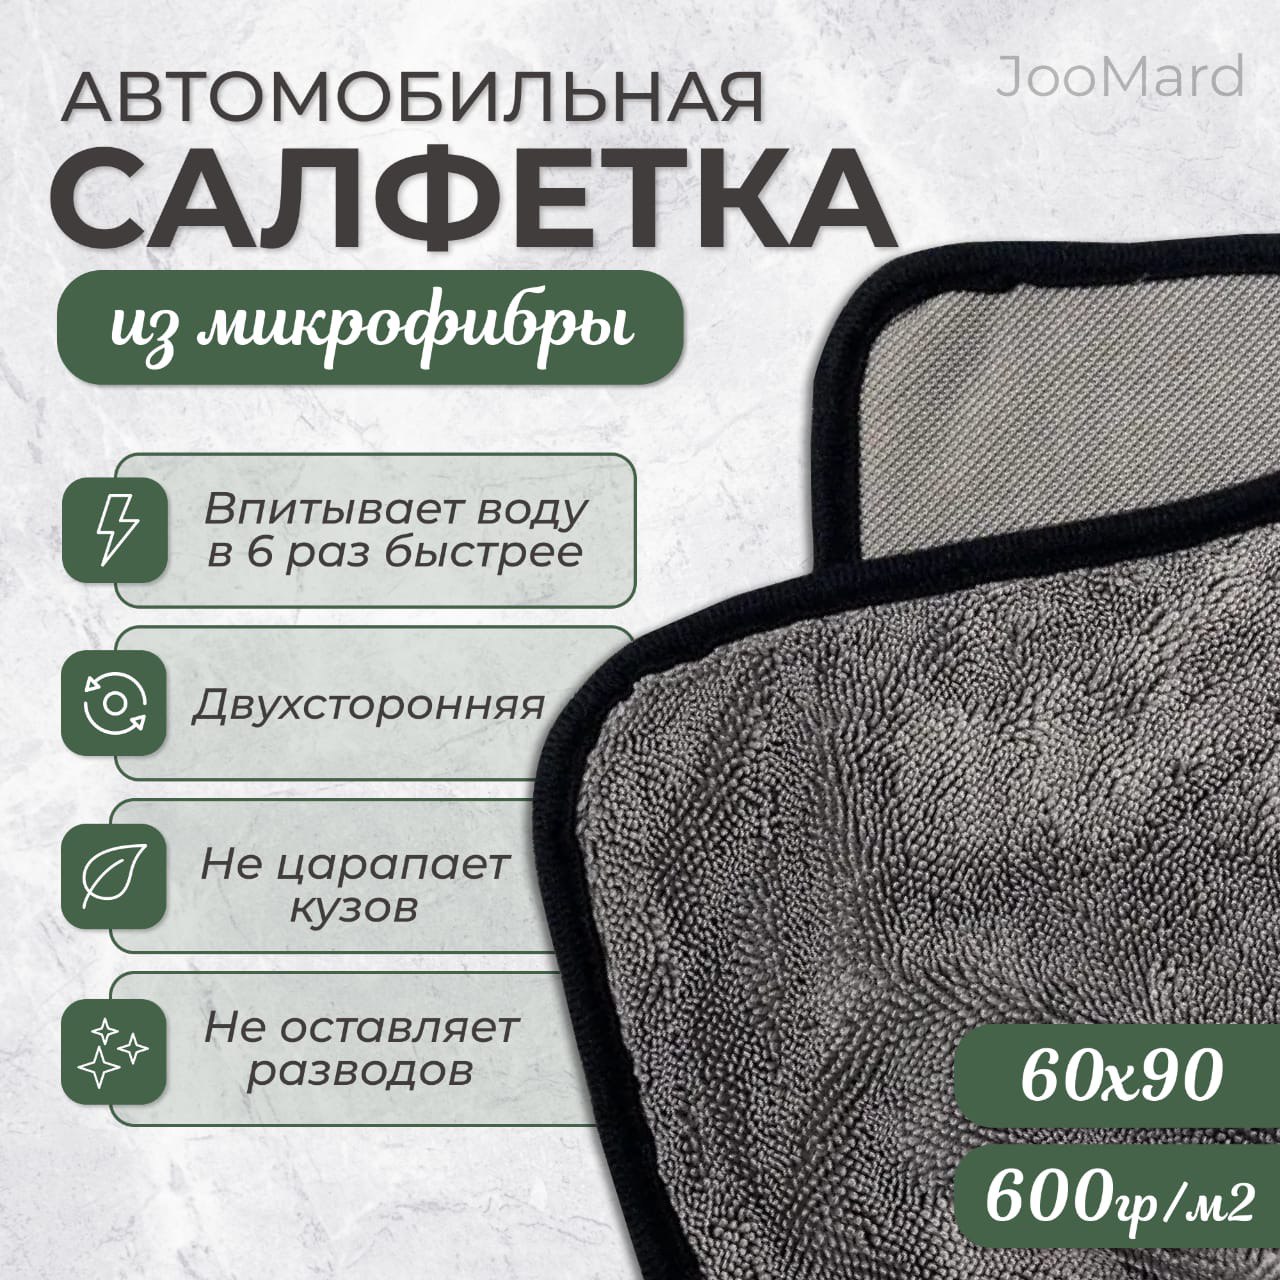 JooMard
АВТОМОБИЛЬНАЯ
САЛФЕТКА
из микрофибры
Впитывает воду
в 6 раз быстрее
Двухсторонняя
Не царапает
кузов
Не оставляет
разводов
60х90
600гр/м2